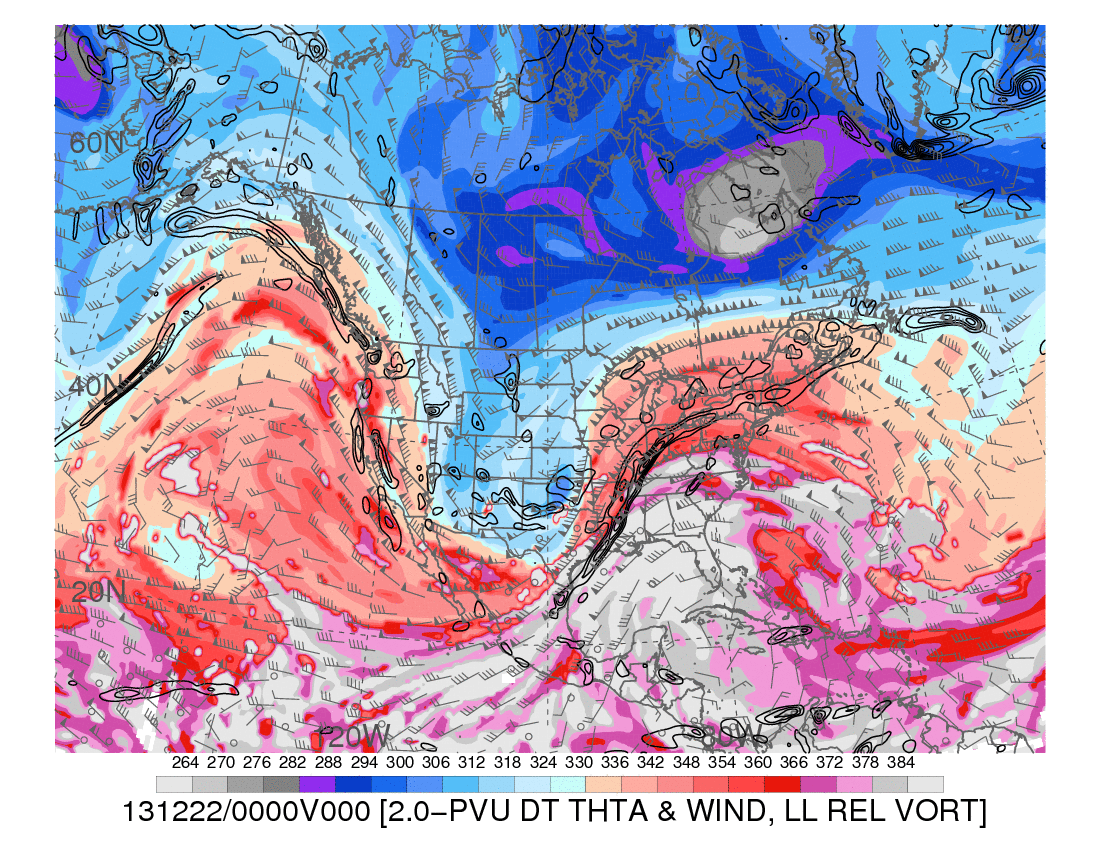 60N
40N
20N
120W
264 270 276 282 288 294 300 306 312 318 324 330 336 342 348 354 360 366 372 378 384
131222/0000V000 [2.0−PVU DT THTA & WIND, LL REL VORT]